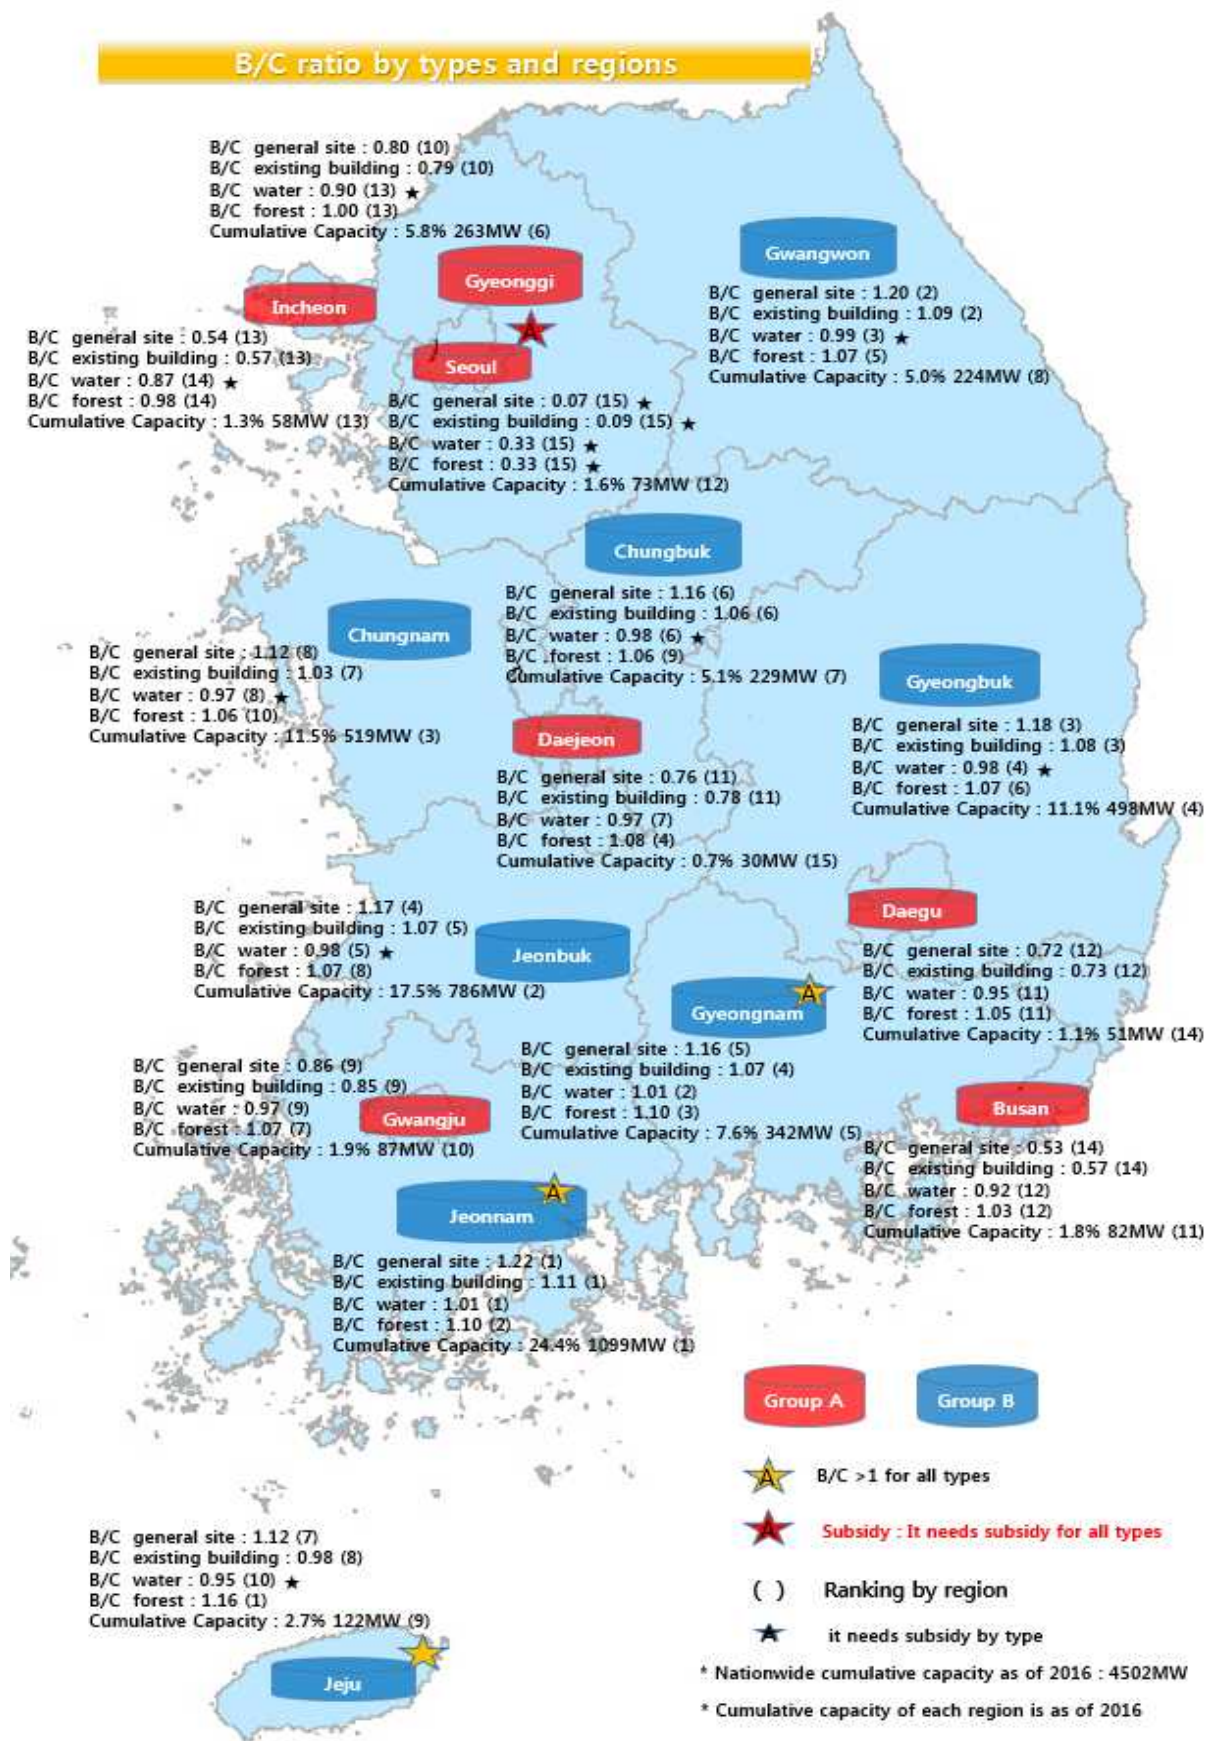 B/C ratio by types and regions
B/C general site : 0.80 (10)
B/C existing building : 0.79 (10)
B/C water : 0.90 (13) ★
B/C forest : 1.00 (13)
Cumulative Capacity : 5.8% 263MW (6)
Gyeonggi
Gwangwon
B/C general site : 1.20 (2)
B/C existing building : 1.09 (2)
B/C water : 0.99 (3) ★
B/C forest : 1.07 (5)
Cumulative Capacity : 5.0% 224MW (8)
Incheon
B/C general site : 0.54 (13)
B/C existing building : 0.57 (13)
B/C water : 0.87 (14) ★
B/C forest : 0.98 (14)
Cumulative Capacity : 1.3% 58MW (13)
A
Seoul
B/C general site : 0.07 (15) ★
B/C existing building : 0.09 (15) ★
B/C water : 0.33 (15) ★
B/C forest : 0.33 (15) ★
Cumulative Capacity : 1.6% 73MW (12)
Chungbuk
B/C general site : 1.16 (6)
B/C existing building : 1.06 (6)
B/C water : 0.98 (6) ★
B/C forest : 1.06 (9)
Cumulative Capacity : 5.1% 229MW (7)
Chungnam
B/C general site : 1.12 (8)
B/C existing building : 1.03 (7)
B/C water : 0.97 (8) ★
B/C forest : 1.06 (10)
Cumulative Capacity : 11.5% 519MW (3)
Gyeongbuk
B/C general site : 1.18 (3)
B/C existing building : 1.08 (3)
B/C water : 0.98 (4) ★
B/C forest : 1.07 (6)
Cumulative Capacity : 11.1% 498MW (4)
Daejeon
B/C general site : 0.76 (11)
B/C existing building : 0.78 (11)
B/C water : 0.97 (7)
B/C forest : 1.08 (4)
Cumulative Capacity : 0.7% 30MW (15)
B/C general site : 1.17 (4)
B/C existing building : 1.07 (5)
B/C water : 0.98 (5) ★
B/C forest : 1.07 (8)
Cumulative Capacity : 17.5% 786MW (2)
Jeonbuk
Daegu
B/C general site : 0.72 (12)
B/C existing building : 0.73 (12)
B/C water : 0.95 (11)
B/C forest : 1.05 (11)
Cumulative Capacity : 1.1% 51MW (14)
A
Gyeongnam
B/C general site : 1.16 (5)
B/C existing building : 1.07 (4)
B/C water : 1.01 (2)
B/C forest : 1.10 (3)
Cumulative Capacity : 7.6% 342MW (5)
B/C general site : 0.86 (9)
B/C existing building : 0.85 (9)
B/C water : 0.97 (9)
B/C forest : 1.07 (7)
Cumulative Capacity : 1.9% 87MW (10)
Gwangju
Busan
B/C general site : 0.53 (14)
B/C existing building : 0.57 (14)
B/C water : 0.92 (12)
B/C forest : 1.03 (12)
Cumulative Capacity : 1.8% 82MW (11)
A
Jeonnam
B/C general site : 1.22 (1)
B/C existing building : 1.11 (1)
B/C water : 1.01 (1)
B/C forest : 1.10 (2)
Cumulative Capacity : 24.4% 1099MW (1)
Group A
Group B
A B/C >1 for all types
A Subsidy : It needs subsidy for all types
( ) Ranking by region
A it needs subsidy by type
* Nationwide cumulative capacity as of 2016 : 4502MW
* Cumulative capacity of each region is as of 2016
B/C general site : 1.12 (7)
B/C existing building : 0.98 (8)
B/C water : 0.95 (10) ★
B/C forest : 1.16 (1)
Cumulative Capacity : 2.7% 122MW (9)
Jeju